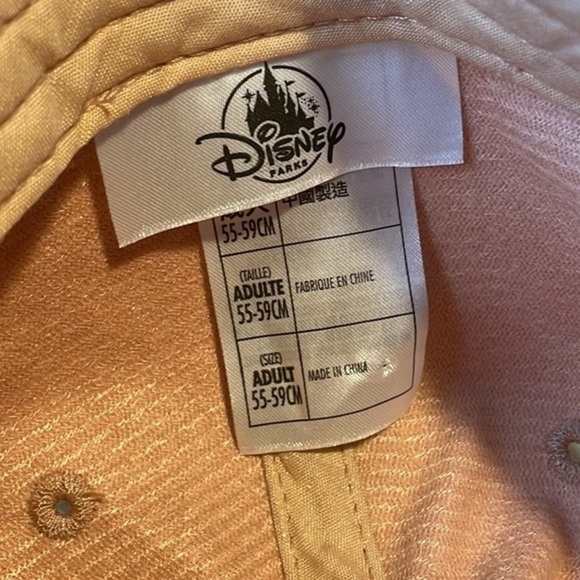 Disney
PARKS
55-59CM
中國製造
(TAILLE)
ADULTE
55-59CM
FABRIQUE EN CHINE
(SIZE)
ADULT
55-59CM
MADE IN CHINA